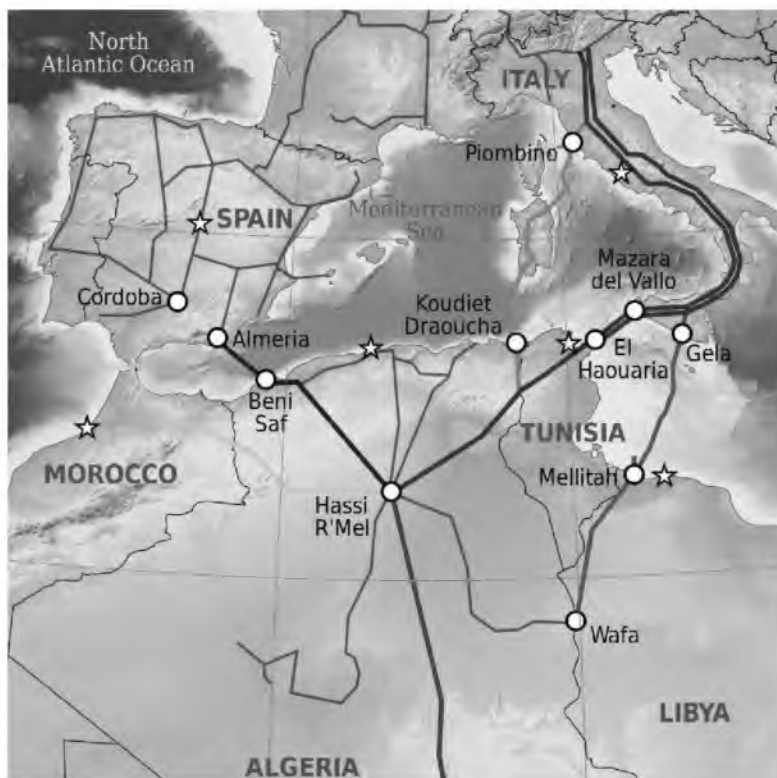 North
Atlantic Ocean
ITALY
Piombino
SPAIN
Mediterranean
Sea
Mazara
del Vallo
Cordoba
Koudiet
Draoucha
Almeria
El
Haouaria
Gela
Beni
Saf
TUNISIA
MOROCCO
Mellitah
Hassi
R'Mel
Wafa
LIBYA
ALGERIA